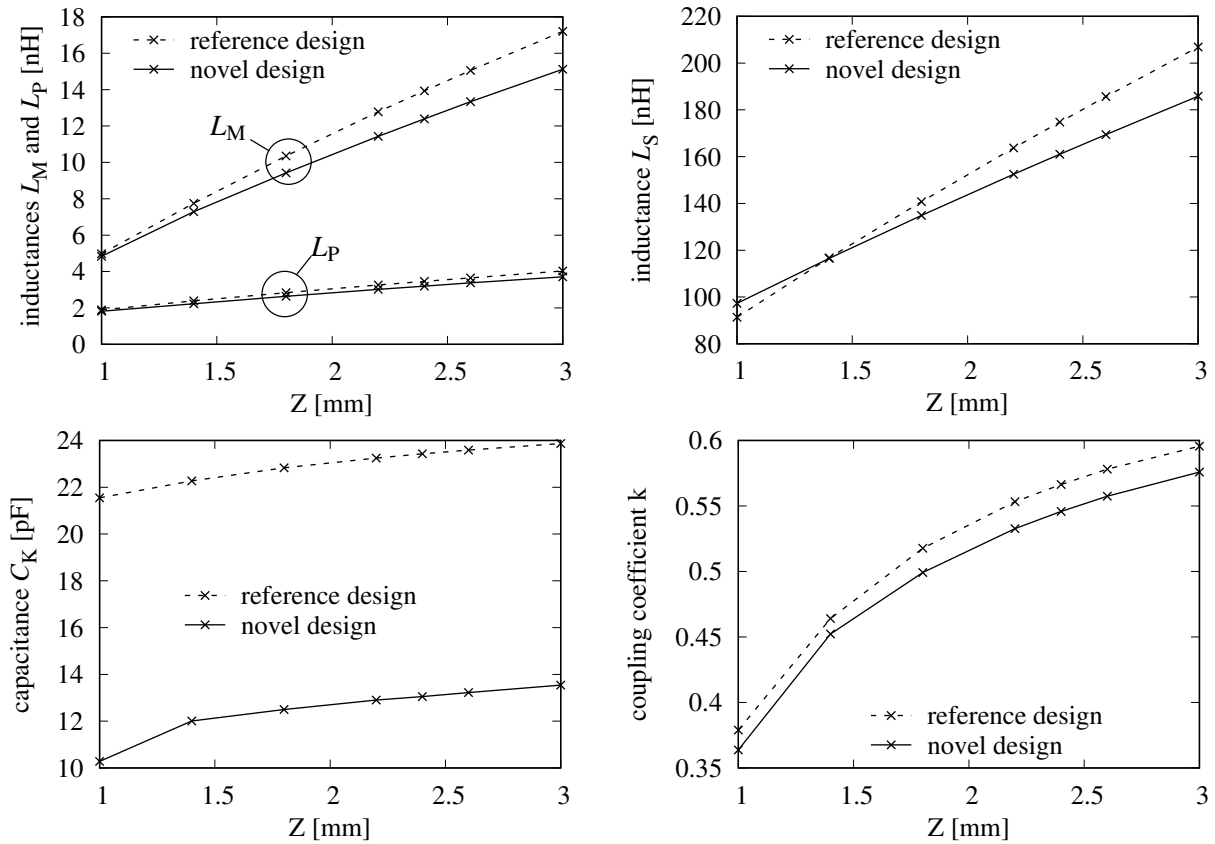 inductances L_M and L_P [nH]
18
16
14
12
10
8
6
4
2
0
reference design
novel design
L_M
L_P
1
1.5
2
2.5
3
Z [mm]
inductance L_S [nH]
220
200
180
160
140
120
100
80
reference design
novel design
1
1.5
2
2.5
3
Z [mm]
capacitance C_K [pF]
24
22
20
18
16
14
12
10
reference design
novel design
1
1.5
2
2.5
3
Z [mm]
coupling coefficient k
0.6
0.55
0.5
0.45
0.4
0.35
reference design
novel design
1
1.5
2
2.5
3
Z [mm]